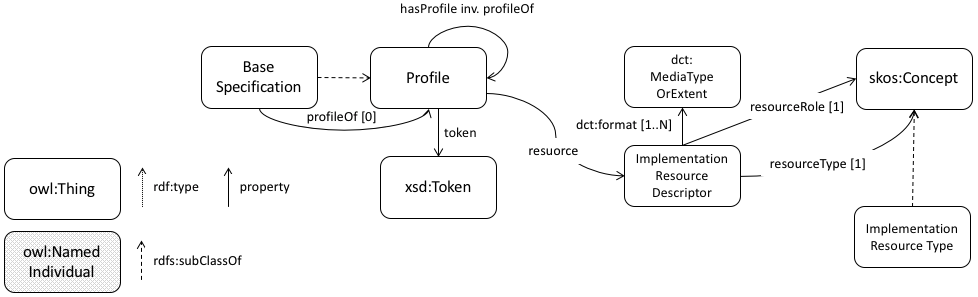 hasProfile inv. profileOf
Base
Specification
Profile
dct:
MediaType
OrExtent
skos:Concept
profileOf [0]
token
resuorce
dct:format [1..N]
resourceRole [1]
resourceType [1]
xsd:Token
Implementation
Resource
Descriptor
owl:Thing
rdf:type
property
Implementation
Resource Type
owl:Named
Individual
rdfs:subClassOf